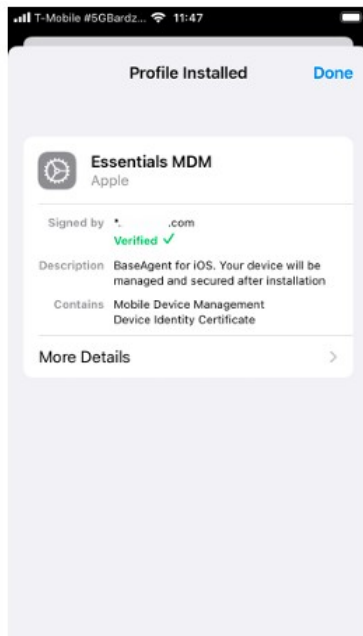 T-Mobile #5GBardz... 11:47
Profile Installed
Done
Essentials MDM
Apple
Signed by *. .com
Verified ✓
Description BaseAgent for iOS. Your device will be
managed and secured after installation
Contains Mobile Device Management
Device Identity Certificate
More Details